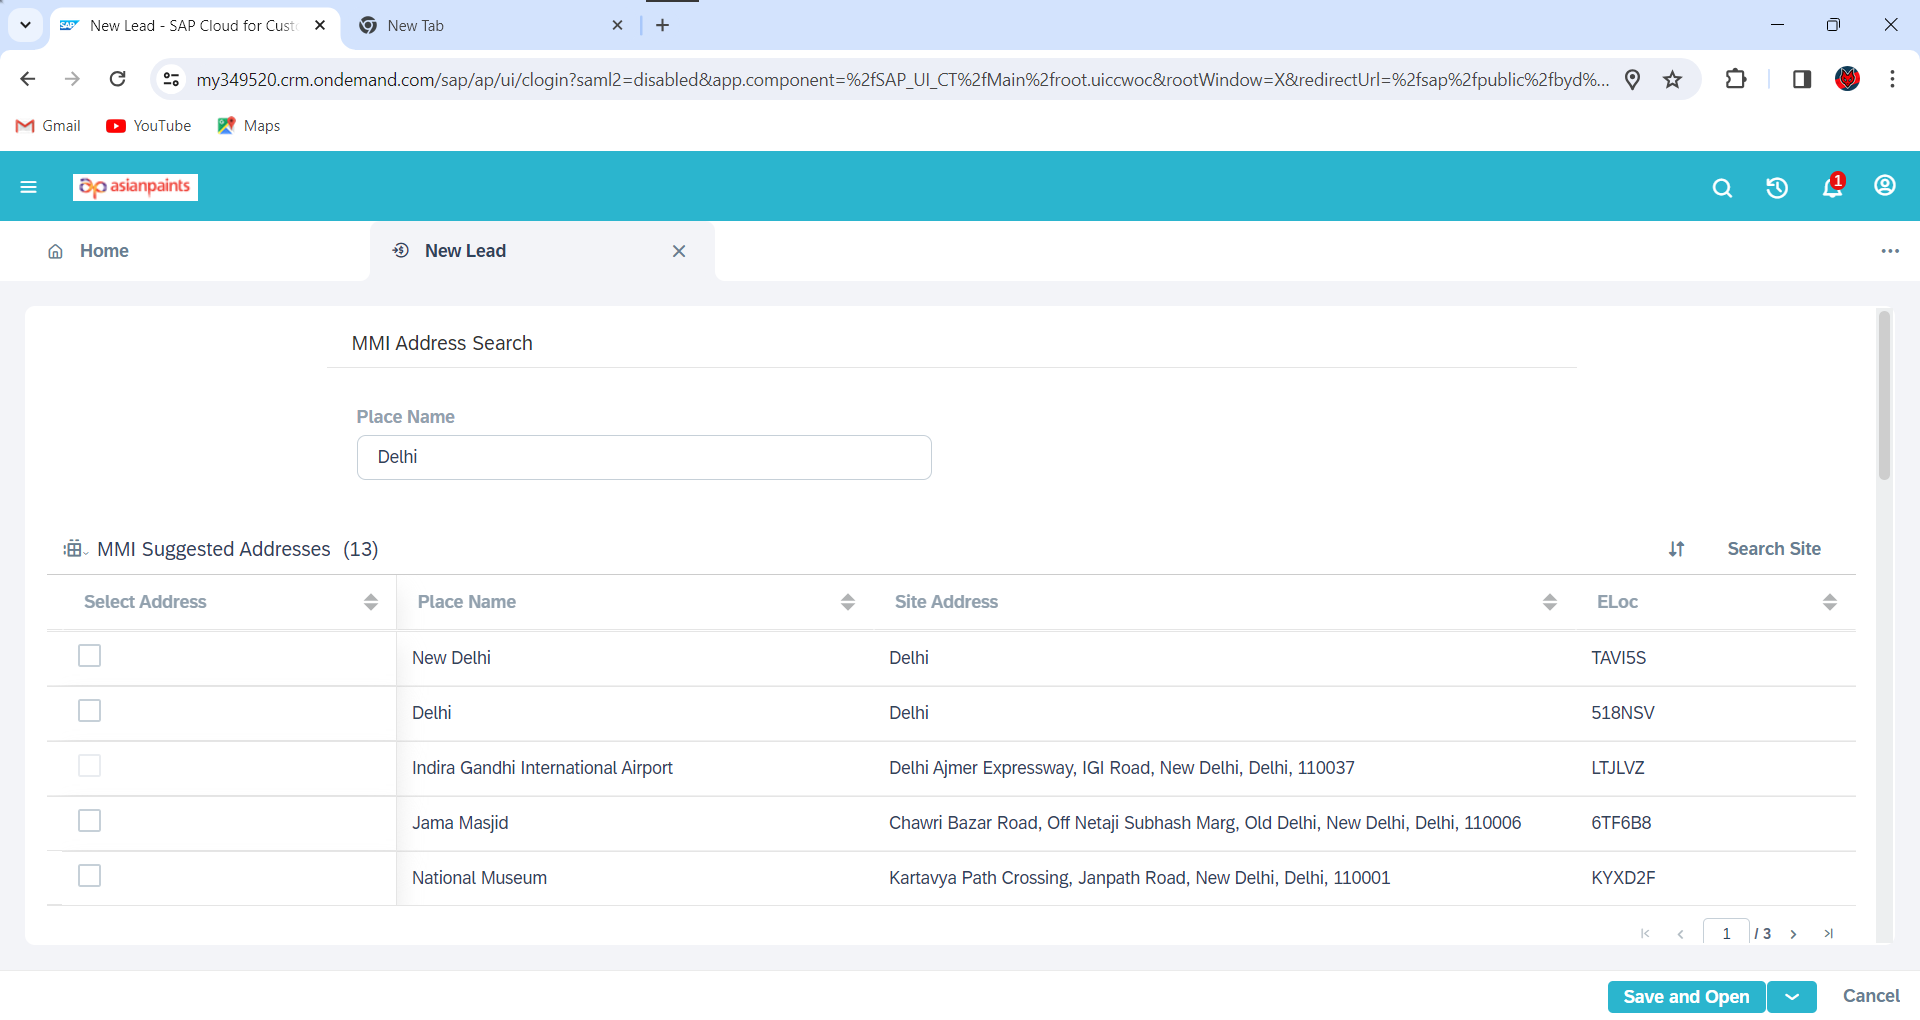 New Lead - SAP Cloud for Cust
New Tab
my349520.crm.ondemand.com/sap/ap/ui/clogin?saml2=disabled&app.component=%2fSAP_UI_CT%2fMain%2froot.uiccwoc&rootWindow=X&redirectUrl=%2fsap%2fpublic%2fbyd%...
Gmail
YouTube
Maps
ap asianpaints
1
Home
New Lead
MMI Address Search
Place Name
Delhi
MMI Suggested Addresses (13)
Search Site
Select Address Place Name Site Address ELoc
New Delhi Delhi TAVI5S
Delhi Delhi 518NSV
Indira Gandhi International Airport Delhi Ajmer Expressway, IGI Road, New Delhi, Delhi, 110037 LTJLVZ
Jama Masjid Chawri Bazar Road, Off Netaji Subhash Marg, Old Delhi, New Delhi, Delhi, 110006 6TF6B8
National Museum Kartavya Path Crossing, Janpath Road, New Delhi, Delhi, 110001 KYXD2F
1 / 3
Save and Open
Cancel